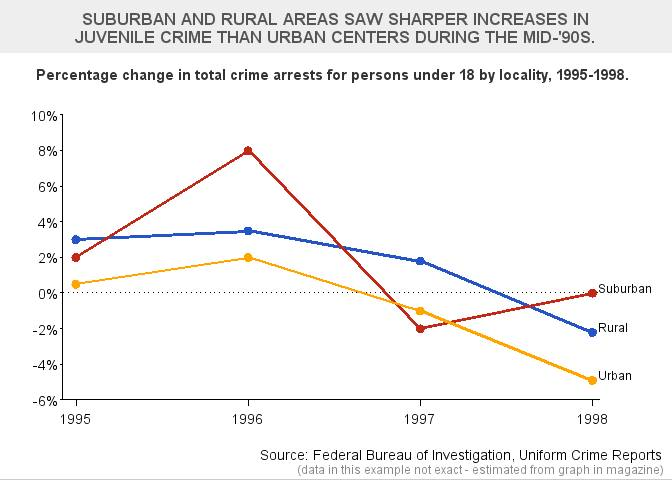 SUBURBAN AND RURAL AREAS SAW SHARPER INCREASES IN
JUVENILE CRIME THAN URBAN CENTERS DURING THE MID-'90S.
Percentage change in total crime arrests for persons under 18 by locality, 1995-1998.
10%
8%
6%
4%
2%
0%
-2%
-4%
-6%
Suburban
Rural
Urban
1995
1996
1997
1998
Source: Federal Bureau of Investigation, Uniform Crime Reports
(data in this example not exact - estimated from graph in magazine)